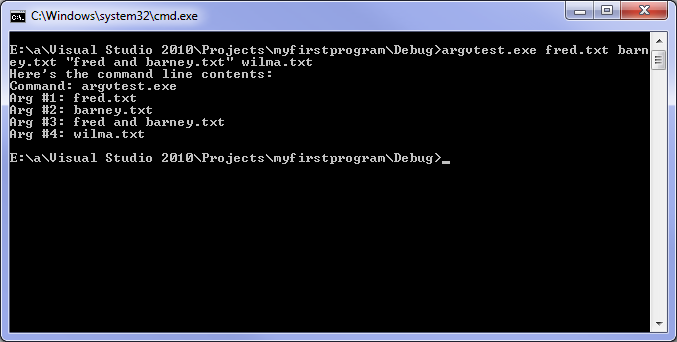 C:\Windows\system32\cmd.exe
E:\a\Visual Studio 2010\Projects\myfirstprogram\Debug>argvtest.exe fred.txt barn
ey.txt "fred and barney.txt" wilma.txt
Here's the command line contents:
Command: argvtest.exe
Arg #1: fred.txt
Arg #2: barney.txt
Arg #3: fred and barney.txt
Arg #4: wilma.txt
E:\a\Visual Studio 2010\Projects\myfirstprogram\Debug>_